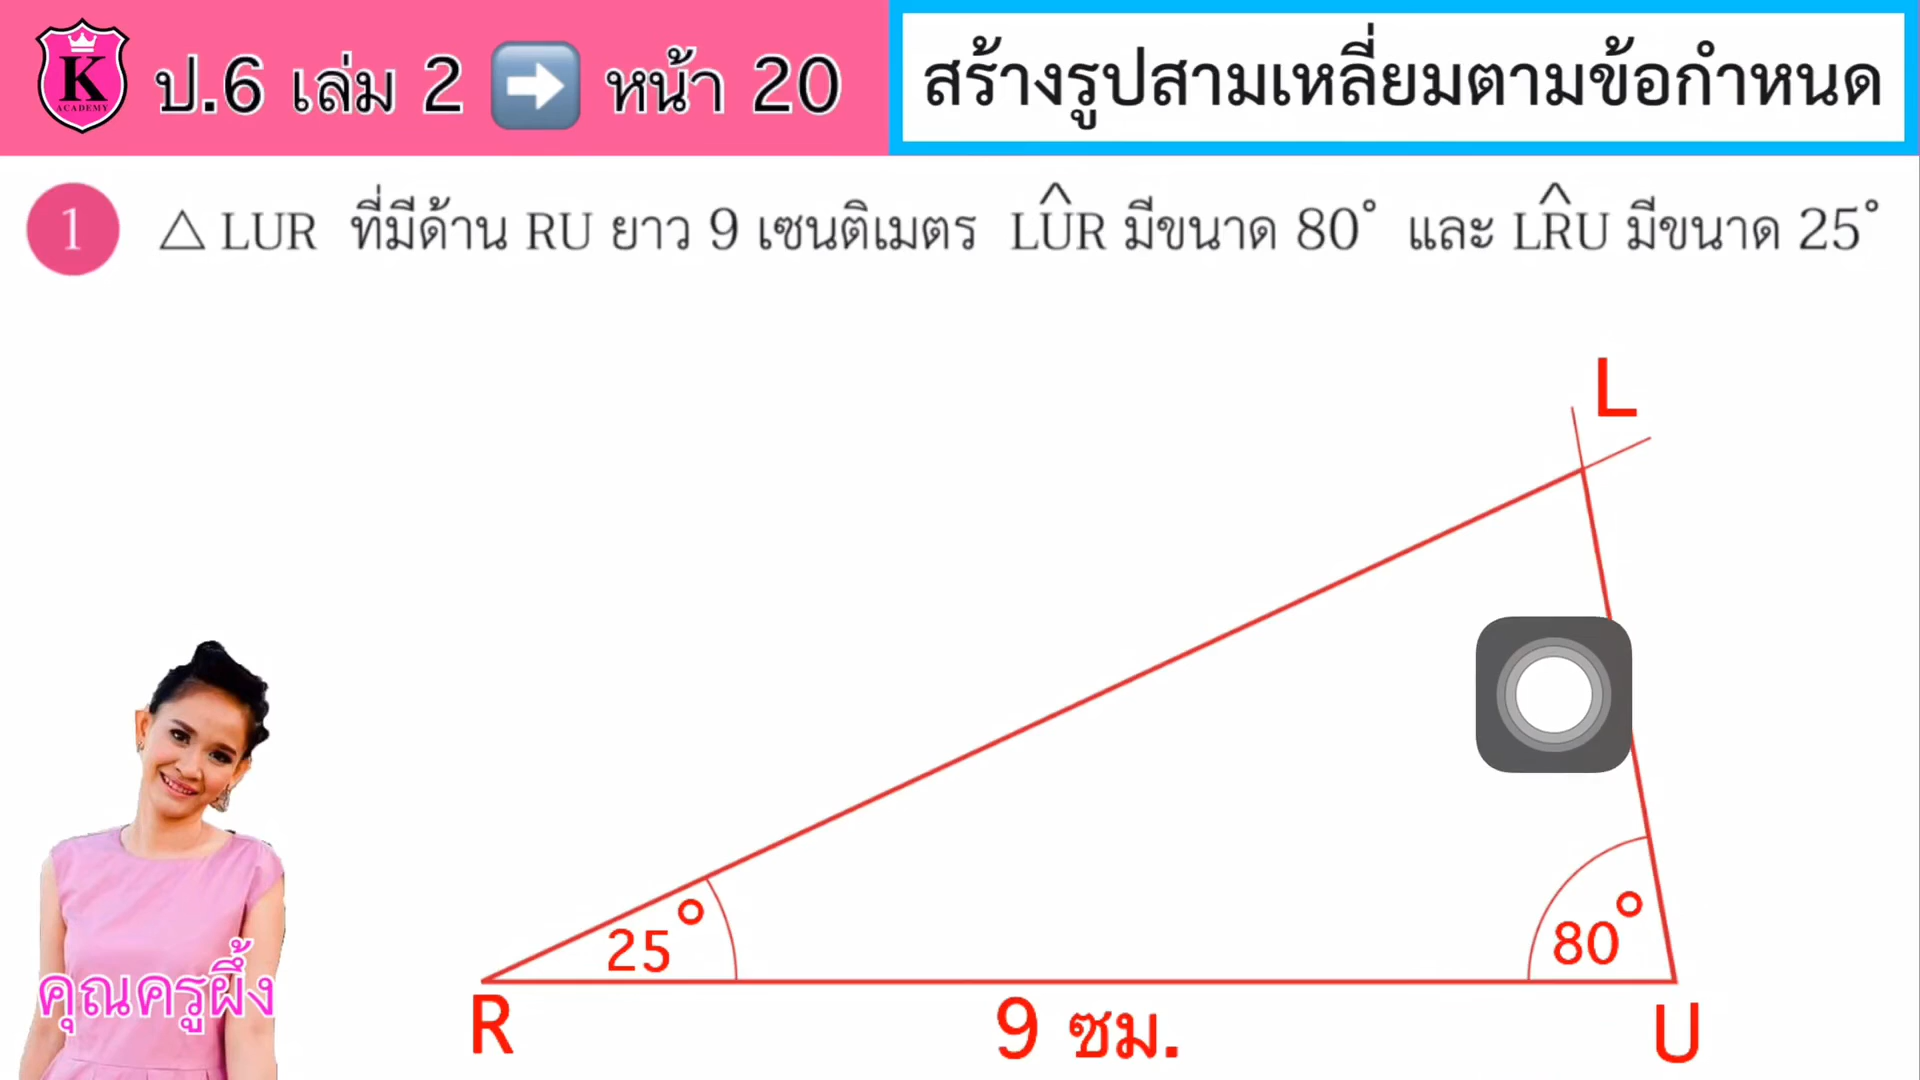 K
ACADEMY
ป.6 เล่ม 2 ➡ หน้า 20
สร้างรูปสามเหลี่ยมตามข้อกำหนด
1 △ LUR ที่มีด้าน RU ยาว 9 เซนติเมตร LÛR มีขนาด 80° และ LR̂U มีขนาด 25°
L
25°
80°
R
9 ซม.
U
คุณครูผึ้ง